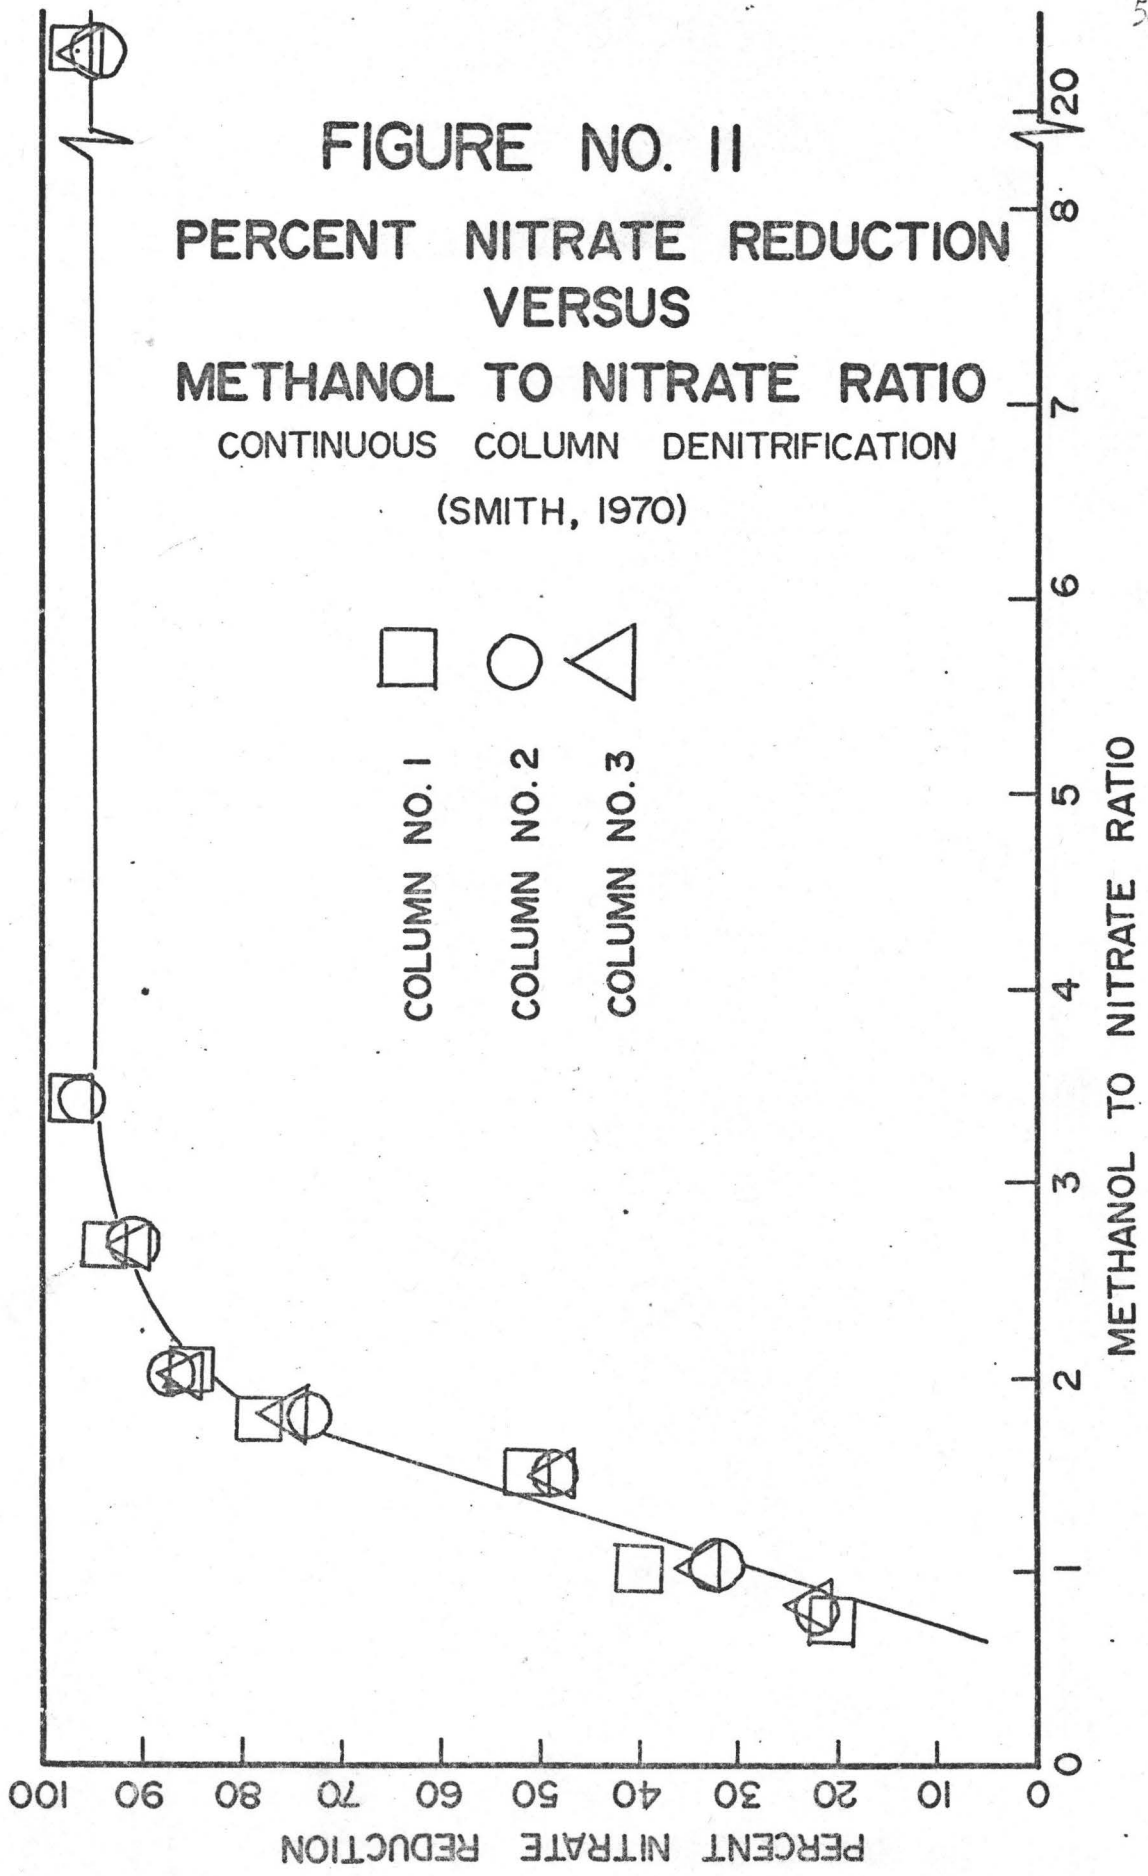 5
FIGURE NO. 11
PERCENT NITRATE REDUCTION
VERSUS
METHANOL TO NITRATE RATIO
CONTINUOUS COLUMN DENITRIFICATION
(SMITH, 1970)
COLUMN NO. 1
COLUMN NO. 2
COLUMN NO. 3
100
90
80
70
60
50
40
30
20
10
0
PERCENT NITRATE REDUCTION
0
1
2
3
4
5
6
7
8
20
METHANOL TO NITRATE RATIO